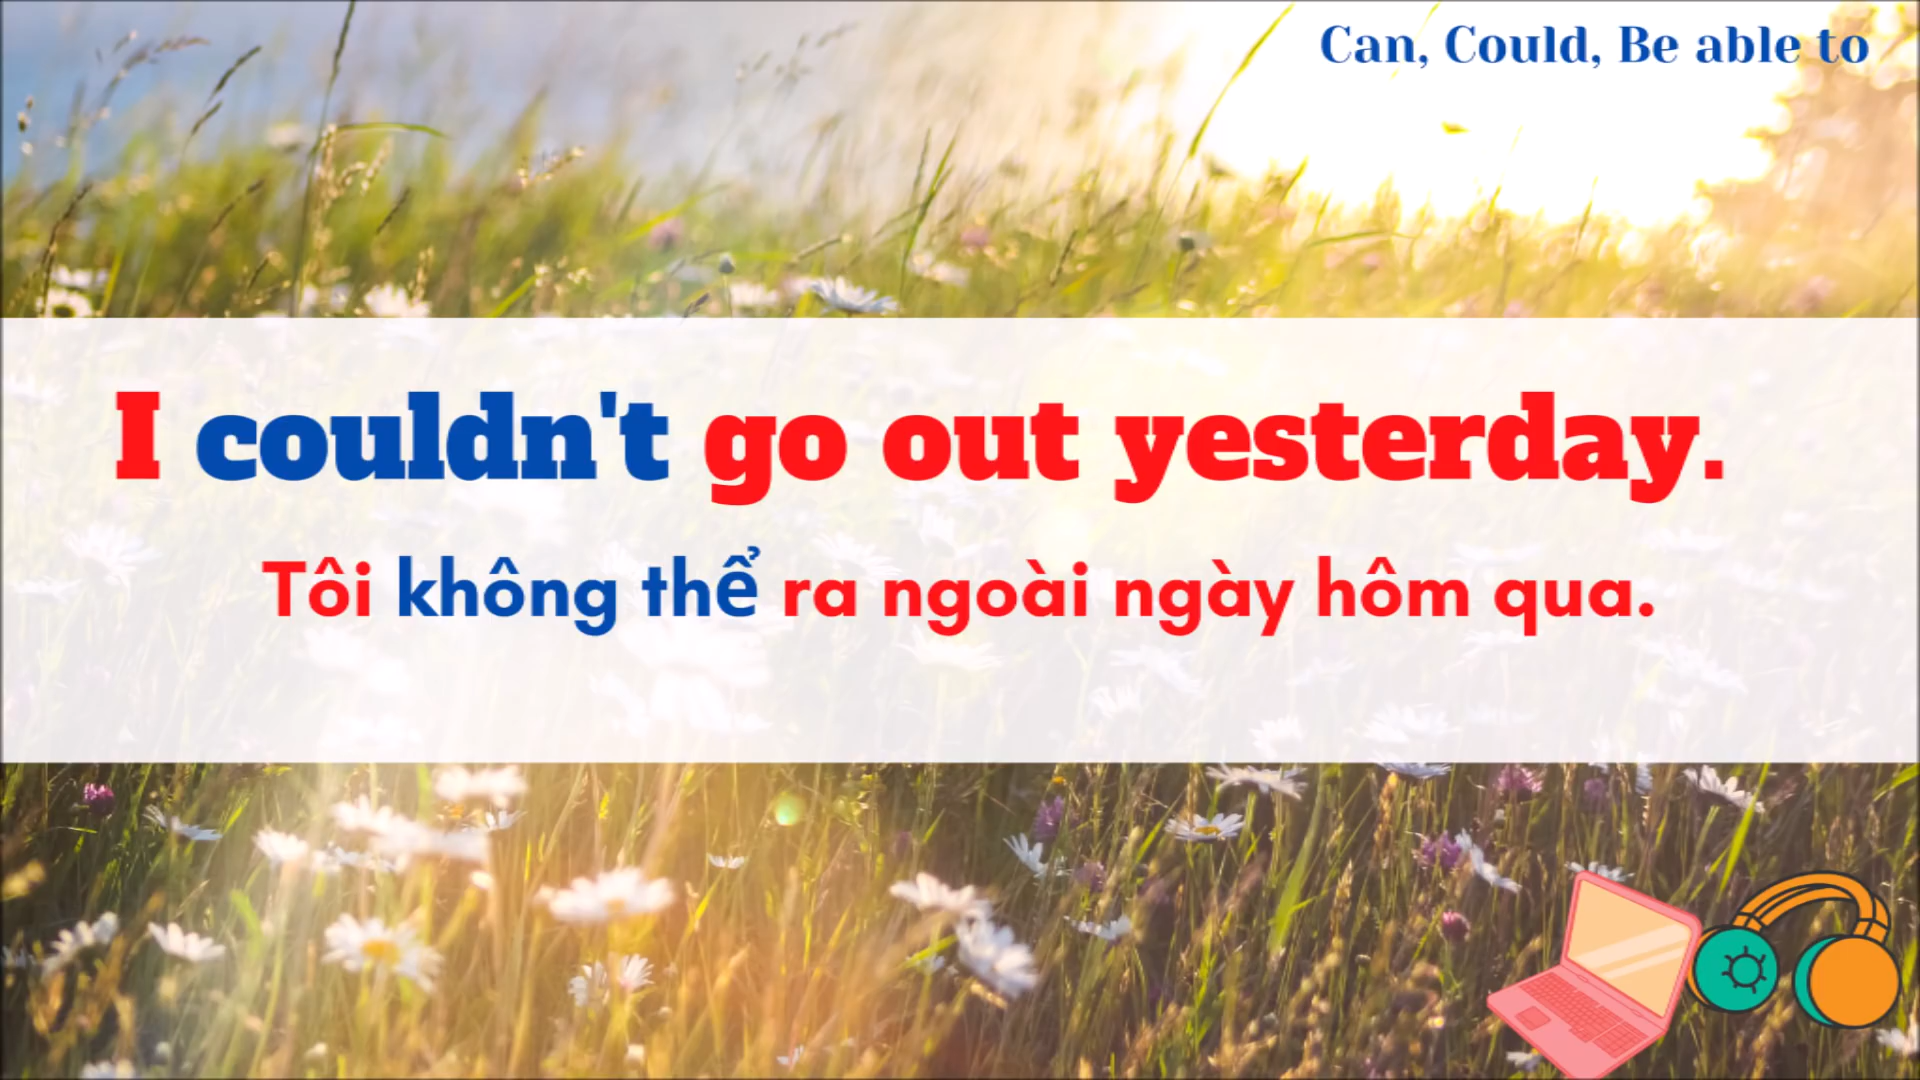 Can, Could, Be able to
I couldn't go out yesterday.
Tôi không thể ra ngoài ngày hôm qua.